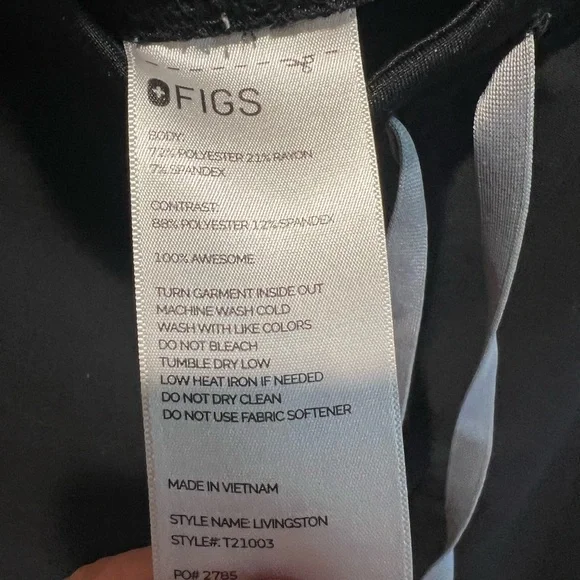 FIGS
BODY:
72% POLYESTER 21% RAYON
7% SPANDEX
CONTRAST:
88% POLYESTER 12% SPANDEX
100% AWESOME
TURN GARMENT INSIDE OUT
MACHINE WASH COLD
WASH WITH LIKE COLORS
DO NOT BLEACH
TUMBLE DRY LOW
LOW HEAT IRON IF NEEDED
DO NOT DRY CLEAN
DO NOT USE FABRIC SOFTENER
MADE IN VIETNAM
STYLE NAME: LIVINGSTON
STYLE#: T21003
PO# 2785